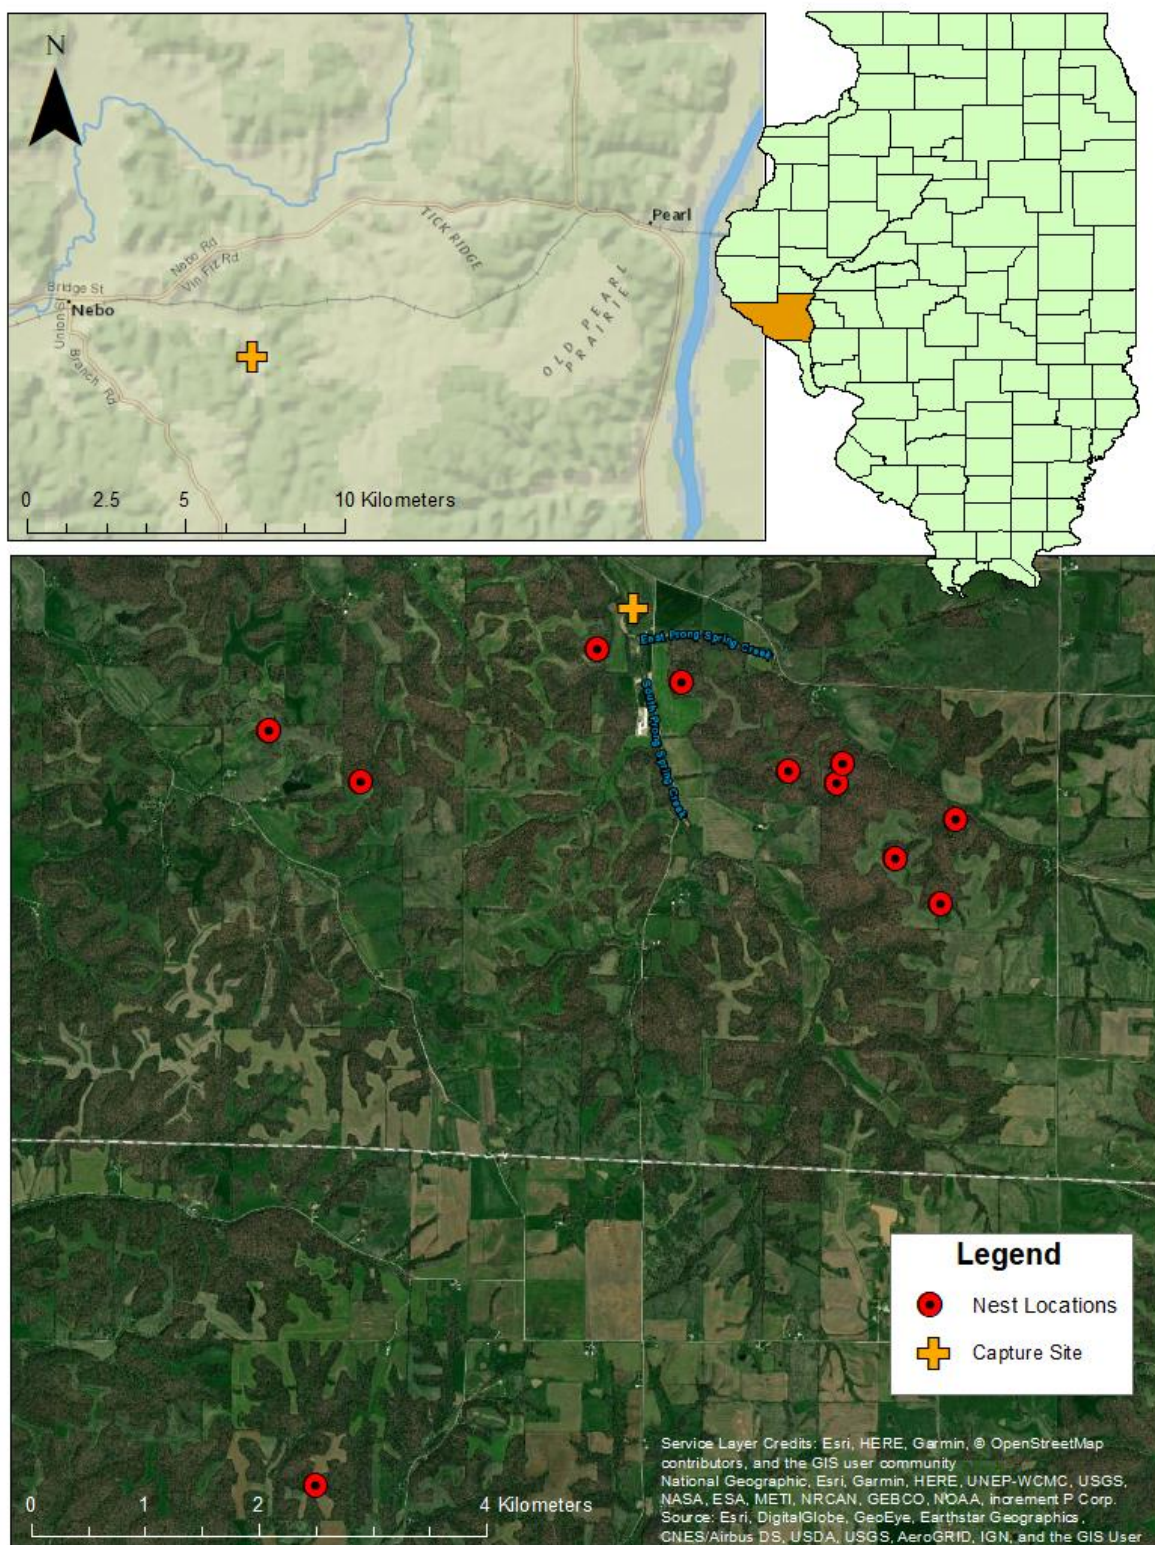 N
Pearl
TICK RIDGE
Nebo Rd
Vin Fiz Rd
OLD PEARL
PRAIRIE
Bridge St
Nebo
Union St
Branch Rd
0 2.5 5 10 Kilometers
East Prong Spring Creek
South Prong Spring Creek
Legend
Nest Locations
Capture Site
Service Layer Credits: Esri, HERE, Garmin, © OpenStreetMap
contributors, and the GIS user community
National Geographic, Esri, Garmin, HERE, UNEP-WCMC, USGS,
NASA, ESA, METI, NRCAN, GEBCO, NOAA, increment P Corp.
Source: Esri, DigitalGlobe, GeoEye, Earthstar Geographics,
CNES/Airbus DS, USDA, USGS, AeroGRID, IGN, and the GIS User
0 1 2 4 Kilometers